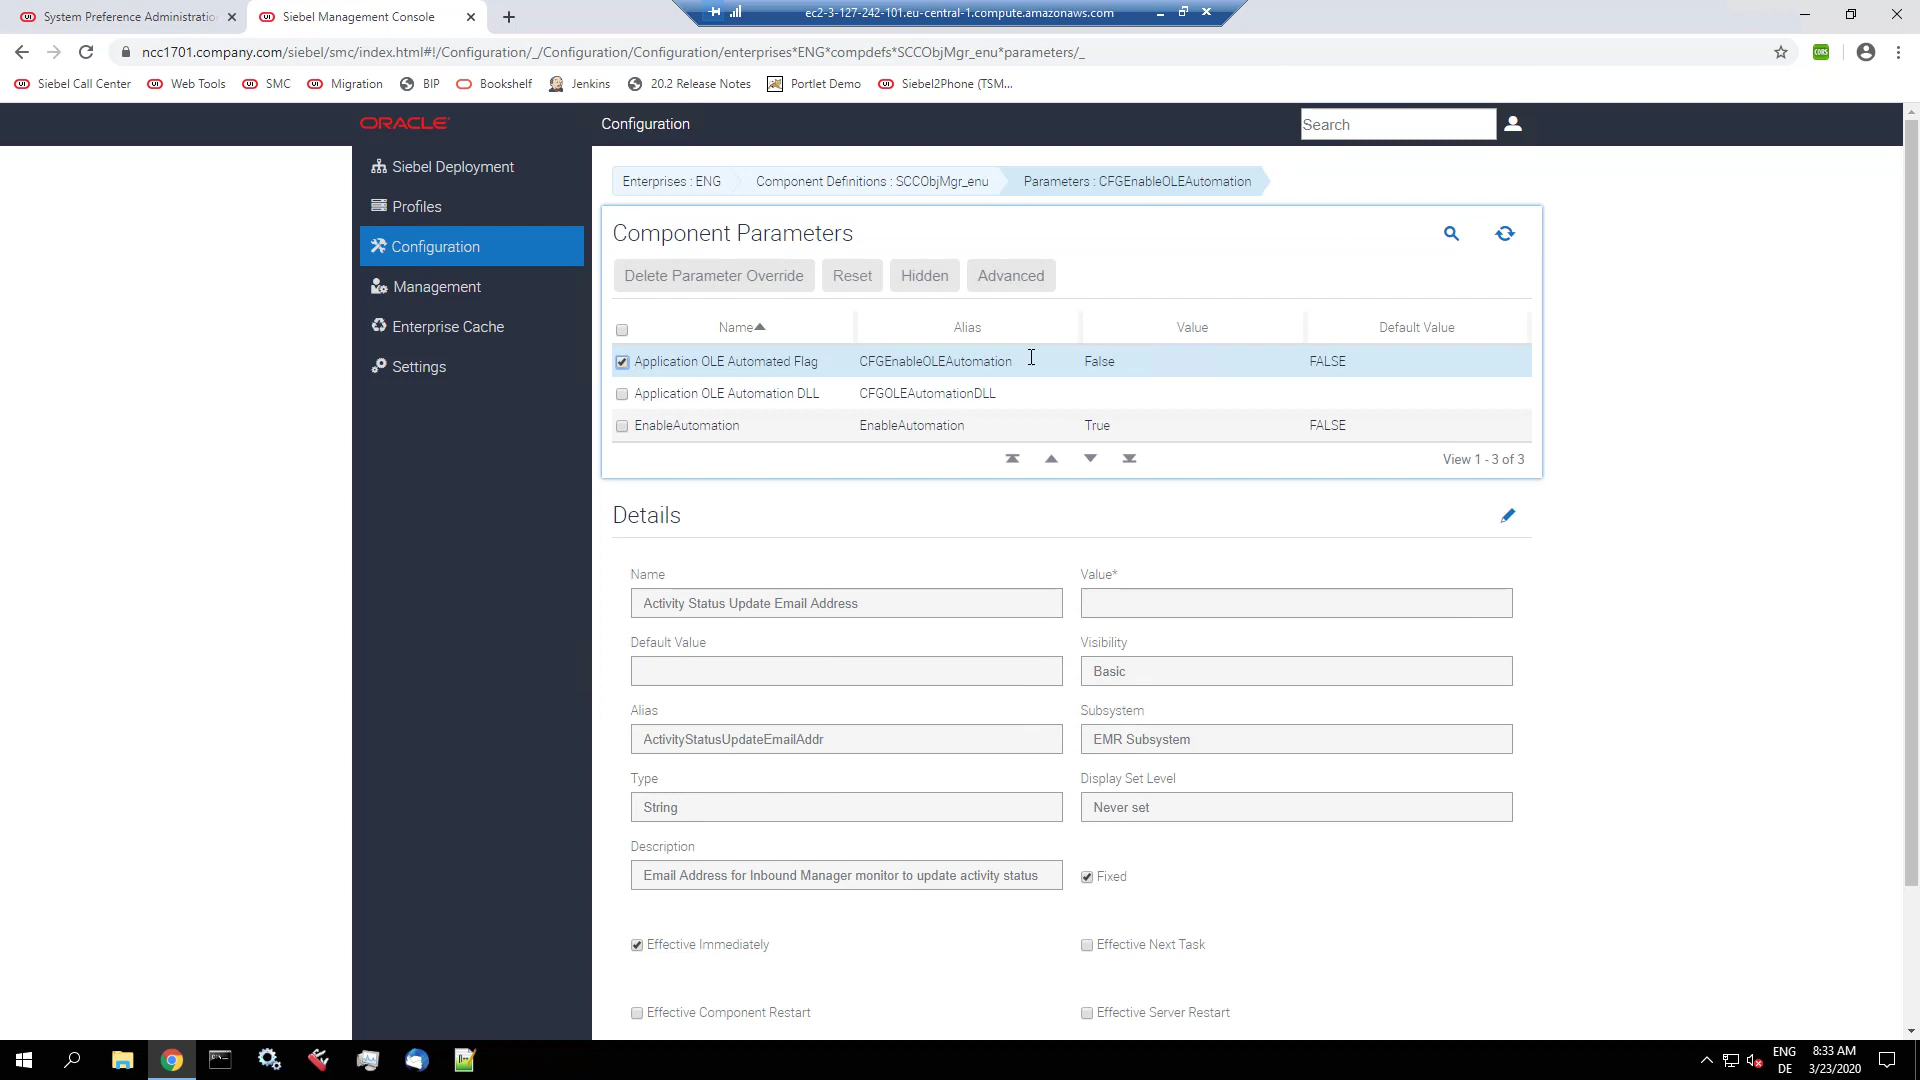 System Preference Administratio
Siebel Management Console
ec2-3-127-242-101.eu-central-1.compute.amazonaws.com
ncc1701.company.com/siebel/smc/index.html#!/Configuration/_/Configuration/Configuration/enterprises*ENG*compdefs*SCCObjMgr_enu*parameters/_
CORS
Siebel Call Center
Web Tools
SMC
Migration
BIP
Bookshelf
Jenkins
20.2 Release Notes
Portlet Demo
Siebel2Phone (TSM...
ORACLE
Configuration
Search
Siebel Deployment
Profiles
Configuration
Management
Enterprise Cache
Settings
Enterprises : ENG
Component Definitions : SCCObjMgr_enu
Parameters : CFGEnableOLEAutomation
Component Parameters
Delete Parameter Override
Reset
Hidden
Advanced
Name Alias Value Default Value
Application OLE Automated Flag CFGEnableOLEAutomation False FALSE
Application OLE Automation DLL CFGOLEAutomationDLL
EnableAutomation EnableAutomation True FALSE
View 1 - 3 of 3
Details
Name
Activity Status Update Email Address
Value*
Default Value
Visibility
Basic
Alias
ActivityStatusUpdateEmailAddr
Subsystem
EMR Subsystem
Type
String
Display Set Level
Never set
Description
Email Address for Inbound Manager monitor to update activity status
Fixed
Effective Immediately
Effective Next Task
Effective Component Restart
Effective Server Restart
ENG
DE
8:33 AM
3/23/2020